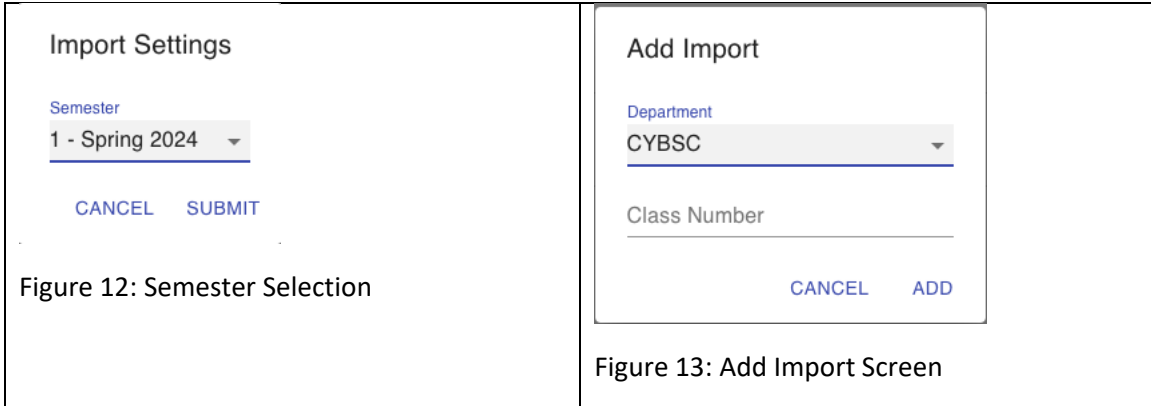 Import Settings
Semester
1 - Spring 2024
CANCEL SUBMIT
Figure 12: Semester Selection
Add Import
Department
CYBSC
Class Number
CANCEL ADD
Figure 13: Add Import Screen